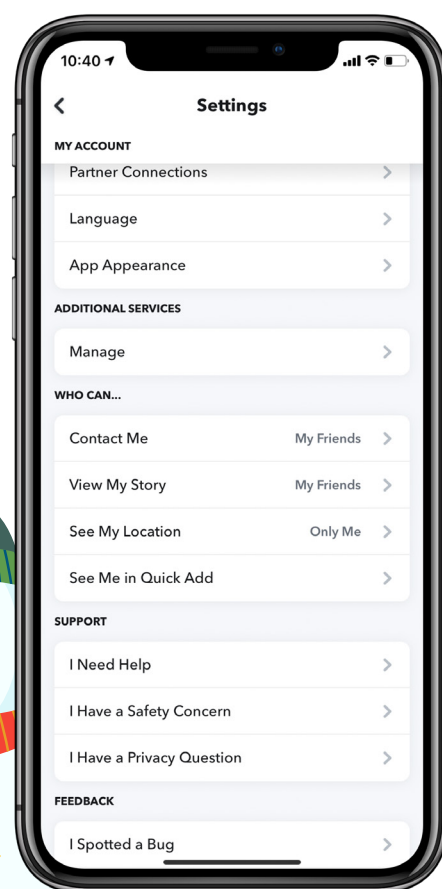 10:40
Settings
MY ACCOUNT
Partner Connections
Language
App Appearance
ADDITIONAL SERVICES
Manage
WHO CAN...
Contact Me My Friends
View My Story My Friends
See My Location Only Me
See Me in Quick Add
SUPPORT
I Need Help
I Have a Safety Concern
I Have a Privacy Question
FEEDBACK
I Spotted a Bug